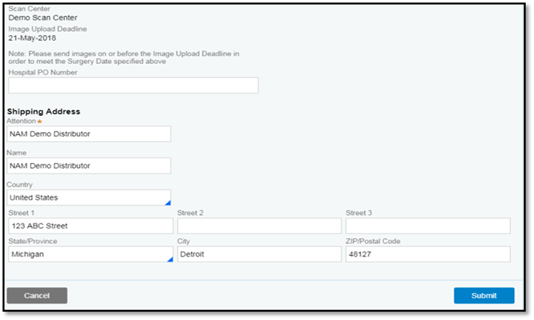 Scan Center
Demo Scan Center
Image Upload Deadline
21-May-2018
Note: Please send images on or before the Image Upload Deadline in
order to meet the Surgery Date specified above
Hospital PO Number
Shipping Address
Attention *
NAM Demo Distributor
Name
NAM Demo Distributor
Country
United States
Street 1 Street 2 Street 3
123 ABC Street
State/Province City ZIP/Postal Code
Michigan Detroit 48127
Cancel Submit